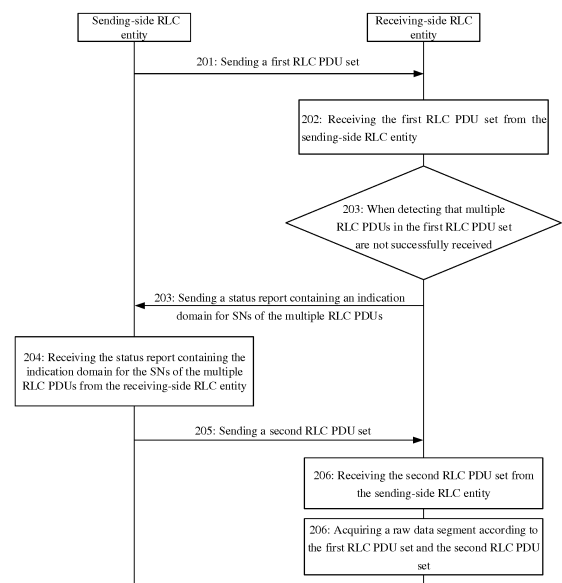 Sending-side RLC
entity
Receiving-side RLC
entity
201: Sending a first RLC PDU set
202: Receiving the first RLC PDU set from the
sending-side RLC entity
203: When detecting that multiple
RLC PDUs in the first RLC PDU set
are not successfully received
203: Sending a status report containing an indication
domain for SNs of the multiple RLC PDUs
204: Receiving the status report containing the
indication domain for the SNs of the multiple
RLC PDUs from the receiving-side RLC entity
205: Sending a second RLC PDU set
206: Receiving the second RLC PDU set from
the sending-side RLC entity
206: Acquiring a raw data segment according to
the first RLC PDU set and the second RLC PDU
set